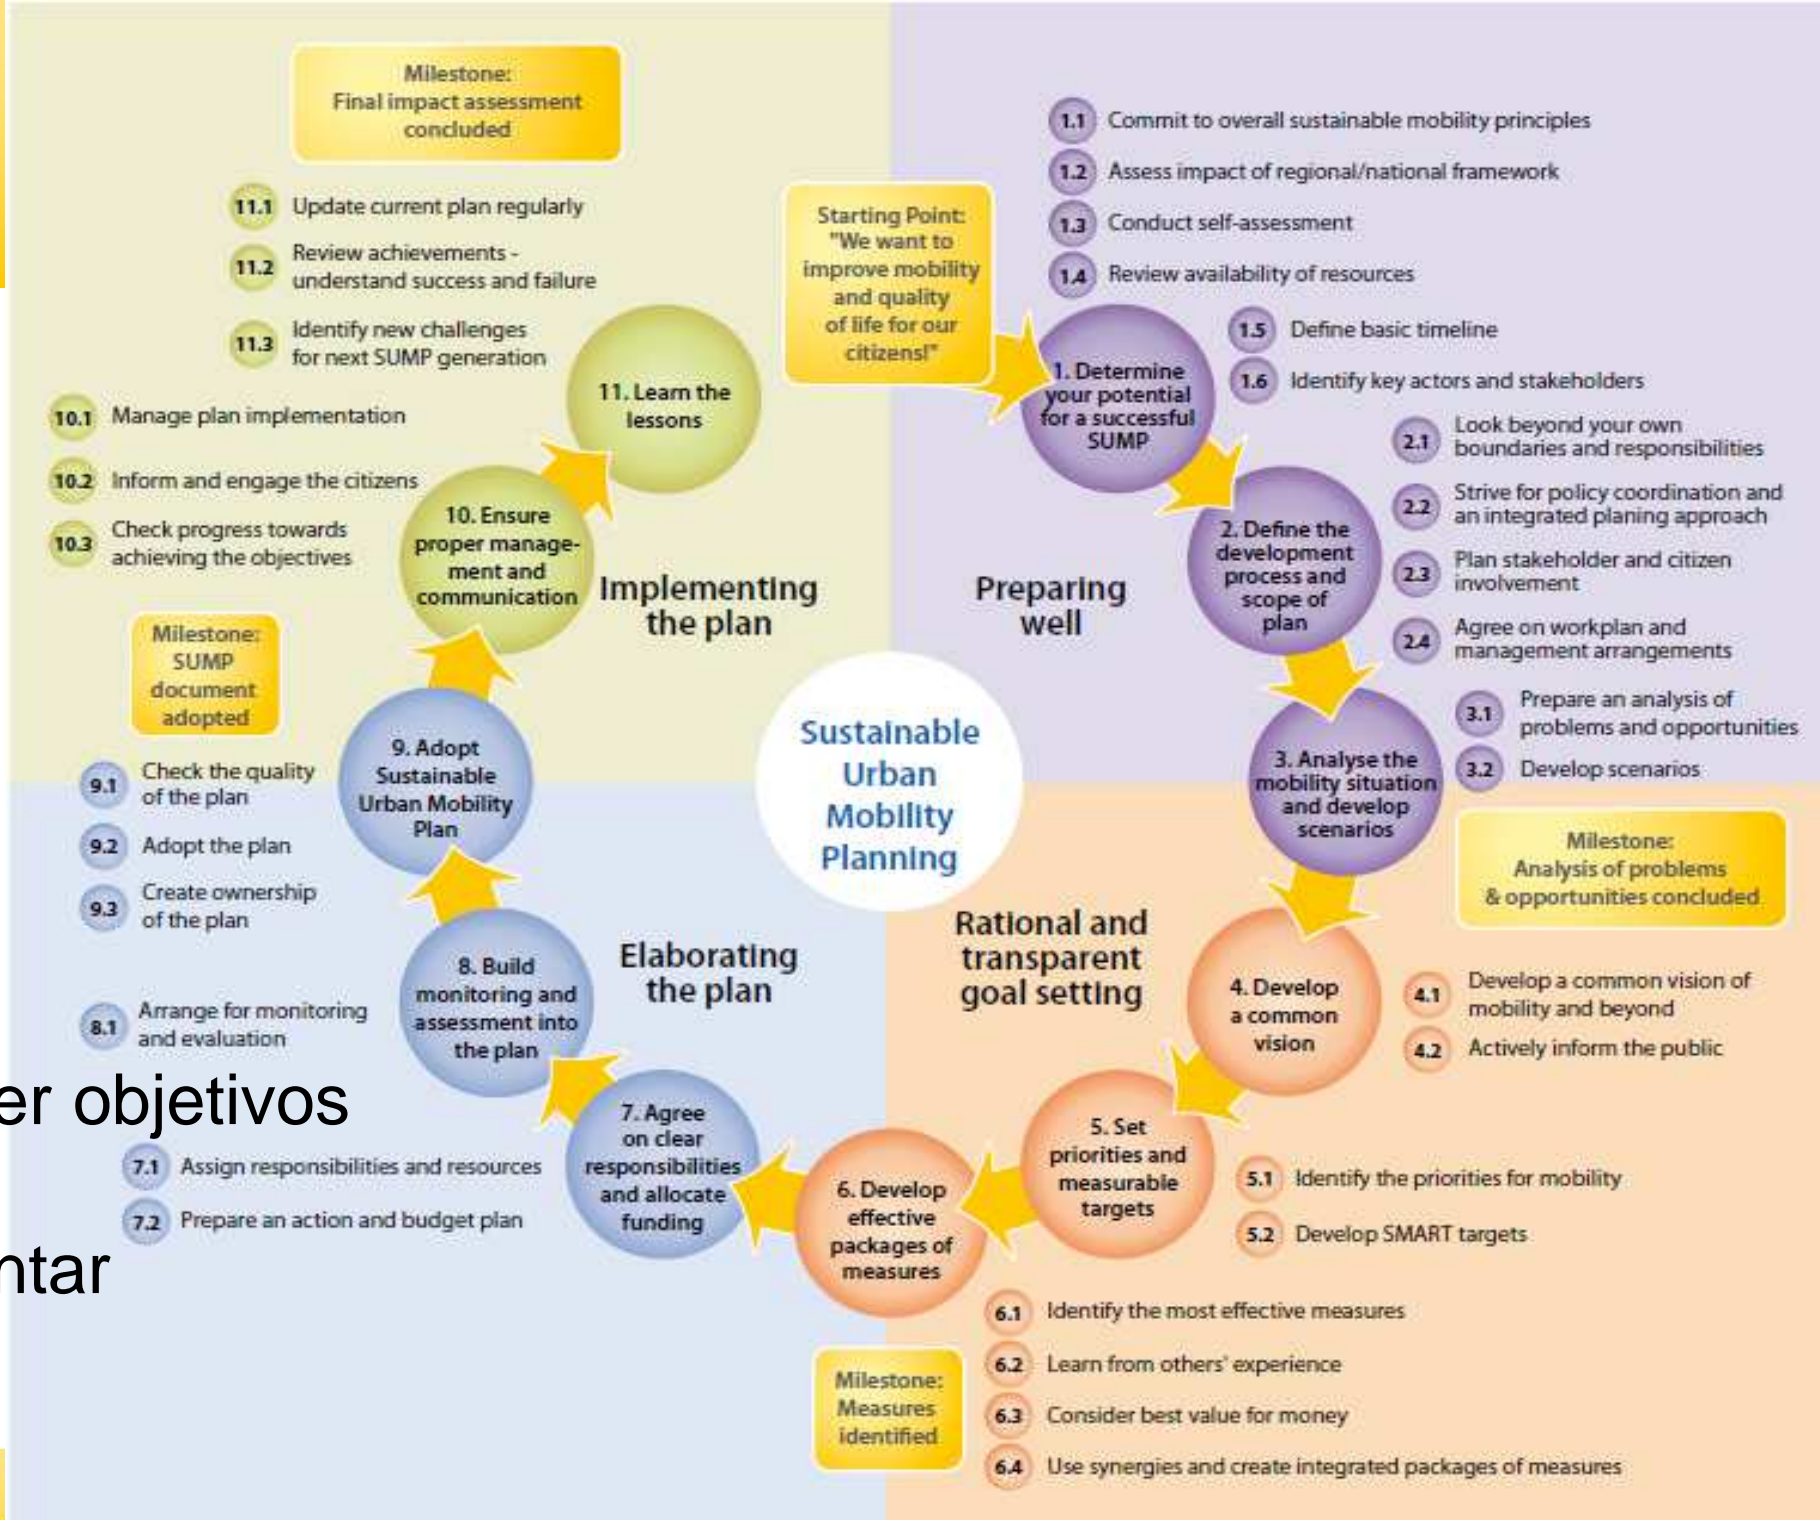 Milestone:
Final impact assessment
concluded
11.1 Update current plan regularly
11.2 Review achievements -
understand success and failure
11.3 Identify new challenges
for next SUMP generation
11. Learn the
lessons
10.1 Manage plan implementation
10.2 Inform and engage the citizens
10.3 Check progress towards
achieving the objectives
10. Ensure
proper manage-
ment and
communication
Implementing
the plan
Starting Point:
"We want to
improve mobility
and quality
of life for our
citizens!"
1.1 Commit to overall sustainable mobility principles
1.2 Assess impact of regional/national framework
1.3 Conduct self-assessment
1.4 Review availability of resources
1.5 Define basic timeline
1.6 Identify key actors and stakeholders
1. Determine
your potential
for a successful
SUMP
2.1 Look beyond your own
boundaries and responsibilities
2.2 Strive for policy coordination and
an integrated planing approach
2.3 Plan stakeholder and citizen
involvement
2.4 Agree on workplan and
management arrangements
2. Define the
development
process and
scope of
plan
Preparing
well
3.1 Prepare an analysis of
problems and opportunities
3.2 Develop scenarios
3. Analyse the
mobility situation
and develop
scenarios
Milestone:
Analysis of problems
& opportunities concluded
Sustainable
Urban
Mobility
Planning
Milestone:
SUMP
document
adopted
9. Adopt
Sustainable
Urban Mobility
Plan
9.1 Check the quality
of the plan
9.2 Adopt the plan
9.3 Create ownership
of the plan
8. Build
monitoring and
assessment into
the plan
8.1 Arrange for monitoring
and evaluation
Elaborating
the plan
Rational and
transparent
goal setting
4. Develop
a common
vision
4.1 Develop a common vision of
mobility and beyond
4.2 Actively inform the public
er objetivos
7.1 Assign responsibilities and resources
7.2 Prepare an action and budget plan
ntar
7. Agree
on clear
responsibilities
and allocate
funding
6. Develop
effective
packages of
measures
5. Set
priorities and
measurable
targets
5.1 Identify the priorities for mobility
5.2 Develop SMART targets
6.1 Identify the most effective measures
6.2 Learn from others' experience
6.3 Consider best value for money
6.4 Use synergies and create integrated packages of measures
Milestone:
Measures
identified